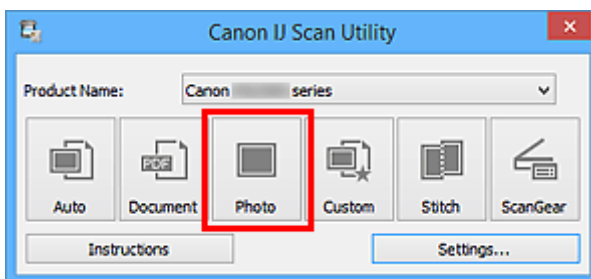 Canon IJ Scan Utility
Product Name: Canon series
Auto Document Photo Custom Stitch ScanGear
PDF
Instructions Settings...